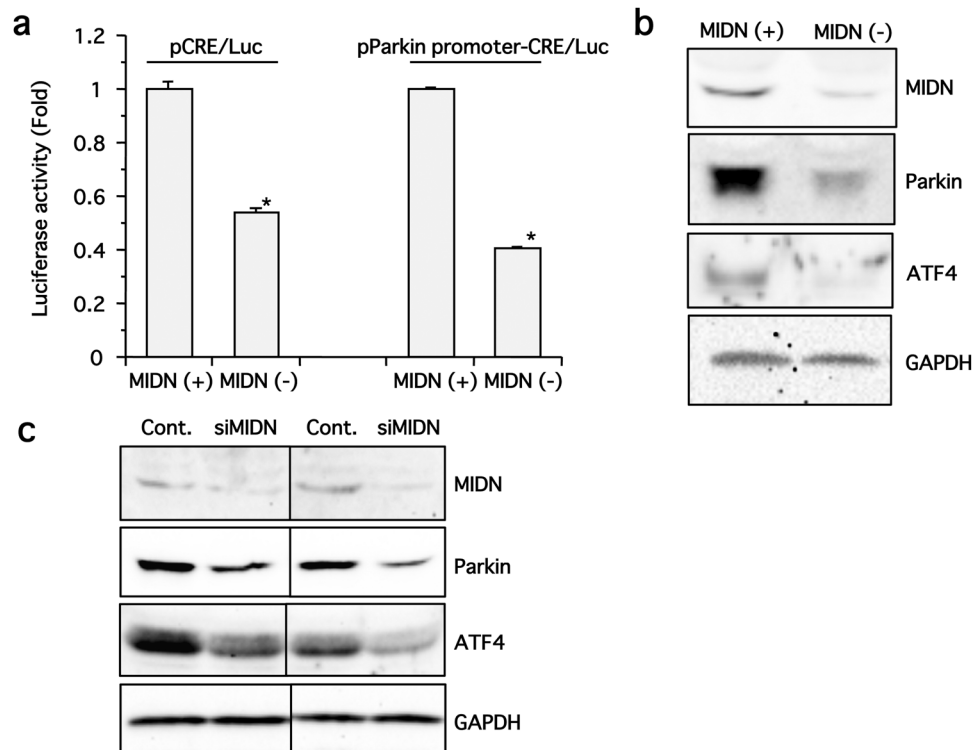 a
1.2
1
0.8
0.6
0.4
0.2
0
Luciferase activity (Fold)
pCRE/Luc
pParkin promoter-CRE/Luc
*
*
MIDN (+) MIDN (-) MIDN (+) MIDN (-)
b
MIDN (+) MIDN (-)
MIDN
Parkin
ATF4
GAPDH
c
Cont. siMIDN Cont. siMIDN
MIDN
Parkin
ATF4
GAPDH